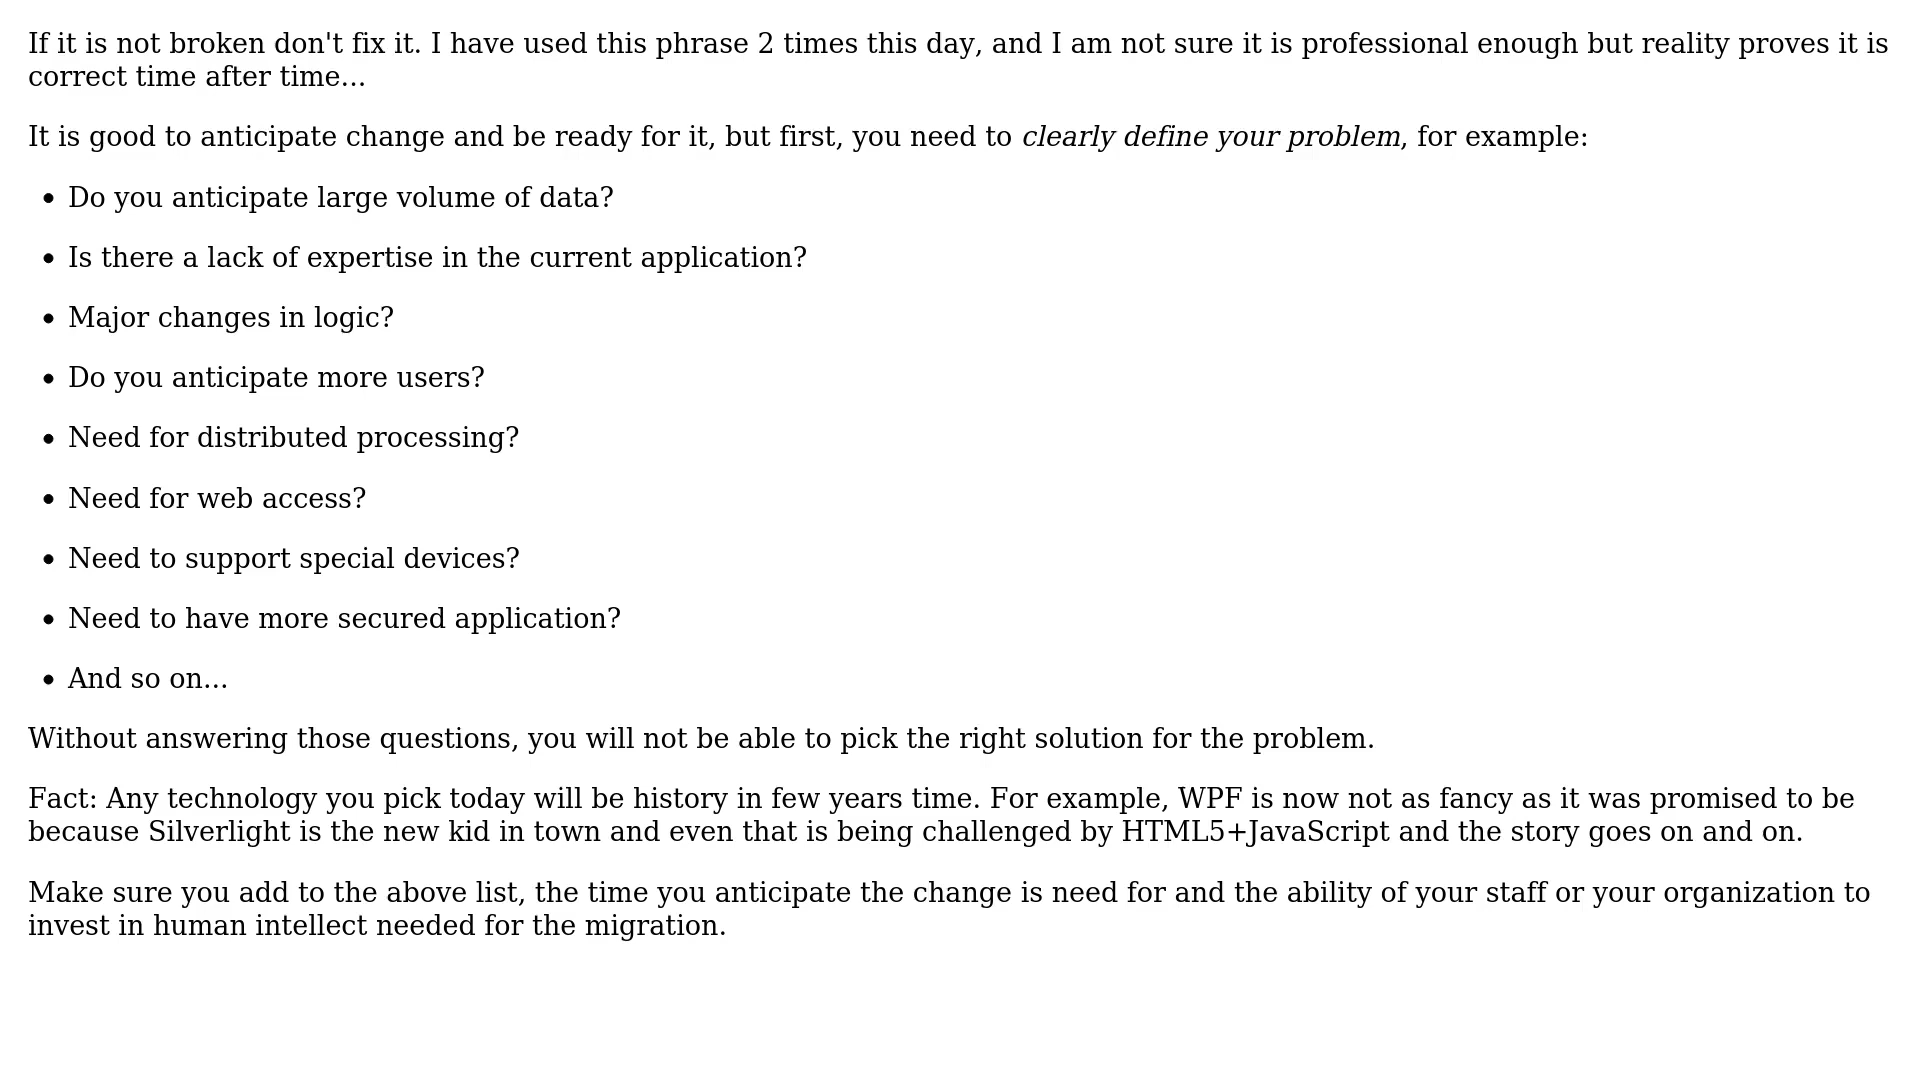 If it is not broken don't fix it. I have used this phrase 2 times this day, and I am not sure it is professional enough but reality proves it is
correct time after time...
It is good to anticipate change and be ready for it, but first, you need to clearly define your problem, for example:
• Do you anticipate large volume of data?
• Is there a lack of expertise in the current application?
• Major changes in logic?
• Do you anticipate more users?
• Need for distributed processing?
• Need for web access?
• Need to support special devices?
• Need to have more secured application?
• And so on...
Without answering those questions, you will not be able to pick the right solution for the problem.
Fact: Any technology you pick today will be history in few years time. For example, WPF is now not as fancy as it was promised to be
because Silverlight is the new kid in town and even that is being challenged by HTML5+JavaScript and the story goes on and on.
Make sure you add to the above list, the time you anticipate the change is need for and the ability of your staff or your organization to
invest in human intellect needed for the migration.